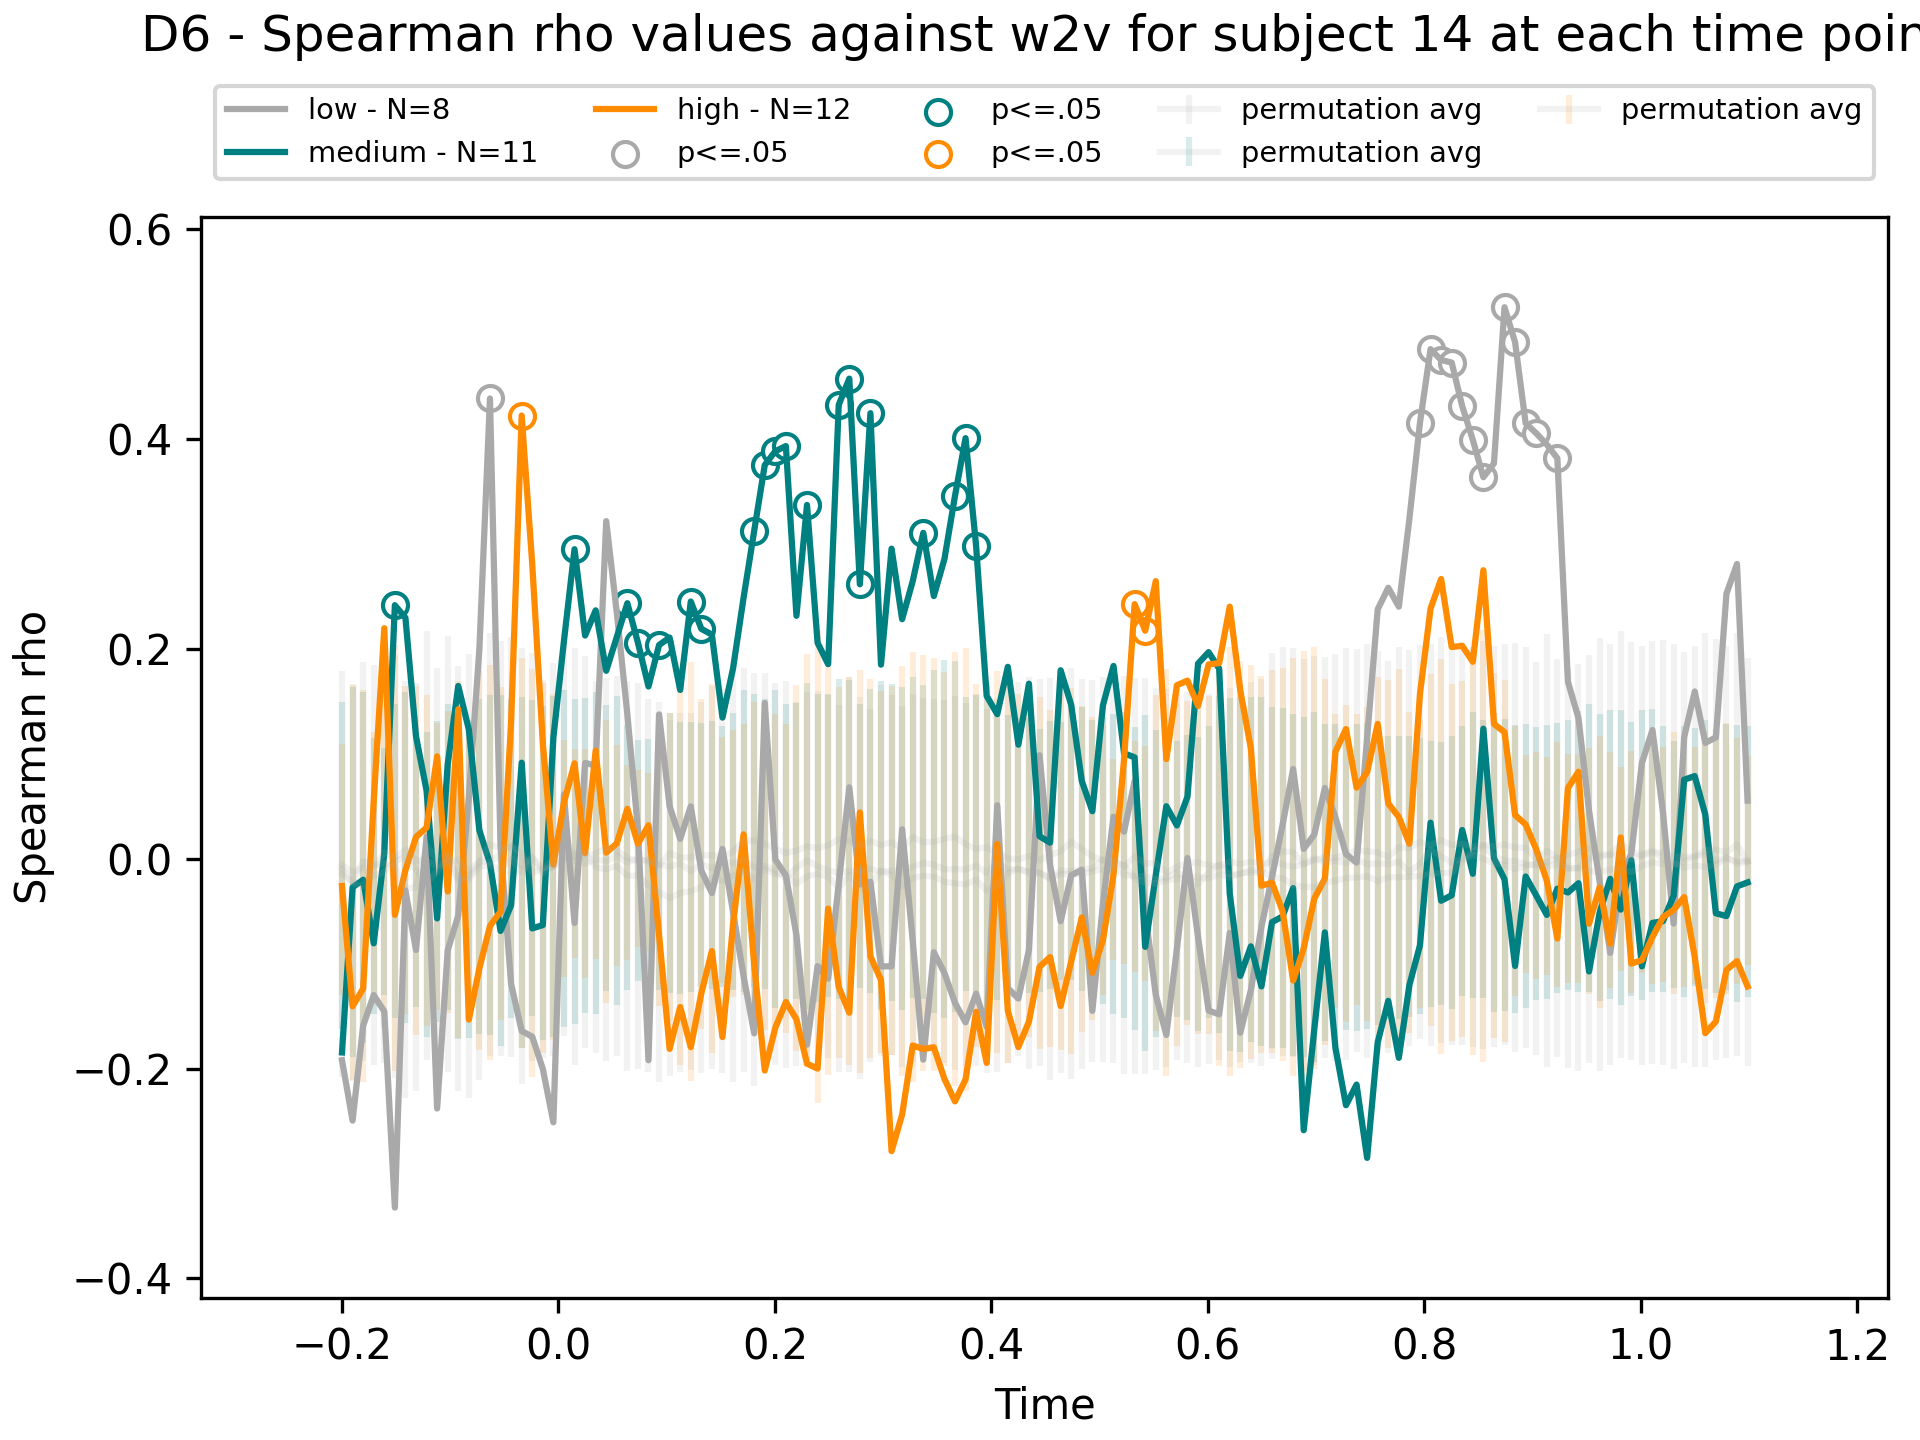 D6 - Spearman rho values against w2v for subject 14 at each time
low - N=8
medium - N=11
high - N=12
p<=.05
p<=.05
p<=.05
permutation avg
permutation avg
permutation avg
Spearman rho
0.6
0.4
0.2
0.0
−0.2
−0.4
−0.2 0.0 0.2 0.4 0.6 0.8 1.0 1.2
Time